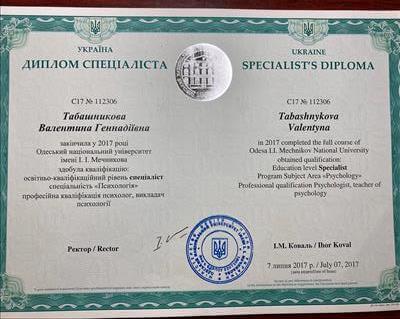 УКРАЇНА
ДИПЛОМ СПЕЦІАЛІСТА
С17 № 112306
Табашникова
Валентина Геннадіївна
закінчила у 2017 році
Одеський національний університет
імені І. І. Мечникова
здобула кваліфікацію:
освітньо-кваліфікаційний рівень спеціаліст
спеціальність «Психологія»
професійна кваліфікація психолог, викладач
психології
Ректор / Rector
UKRAINE
SPECIALIST'S DIPLOMA
C17 № 112306
Tabashnykova
Valentyna
in 2017 completed the full course of
Odesa I.I. Mechnikov National University
obtained qualification:
Education level Specialist
Program Subject Area «Psychology»
Professional qualification Psychologist, teacher of
psychology
І.М. Коваль / Ihor Koval
7 липня 2017 р. / July 07, 2017